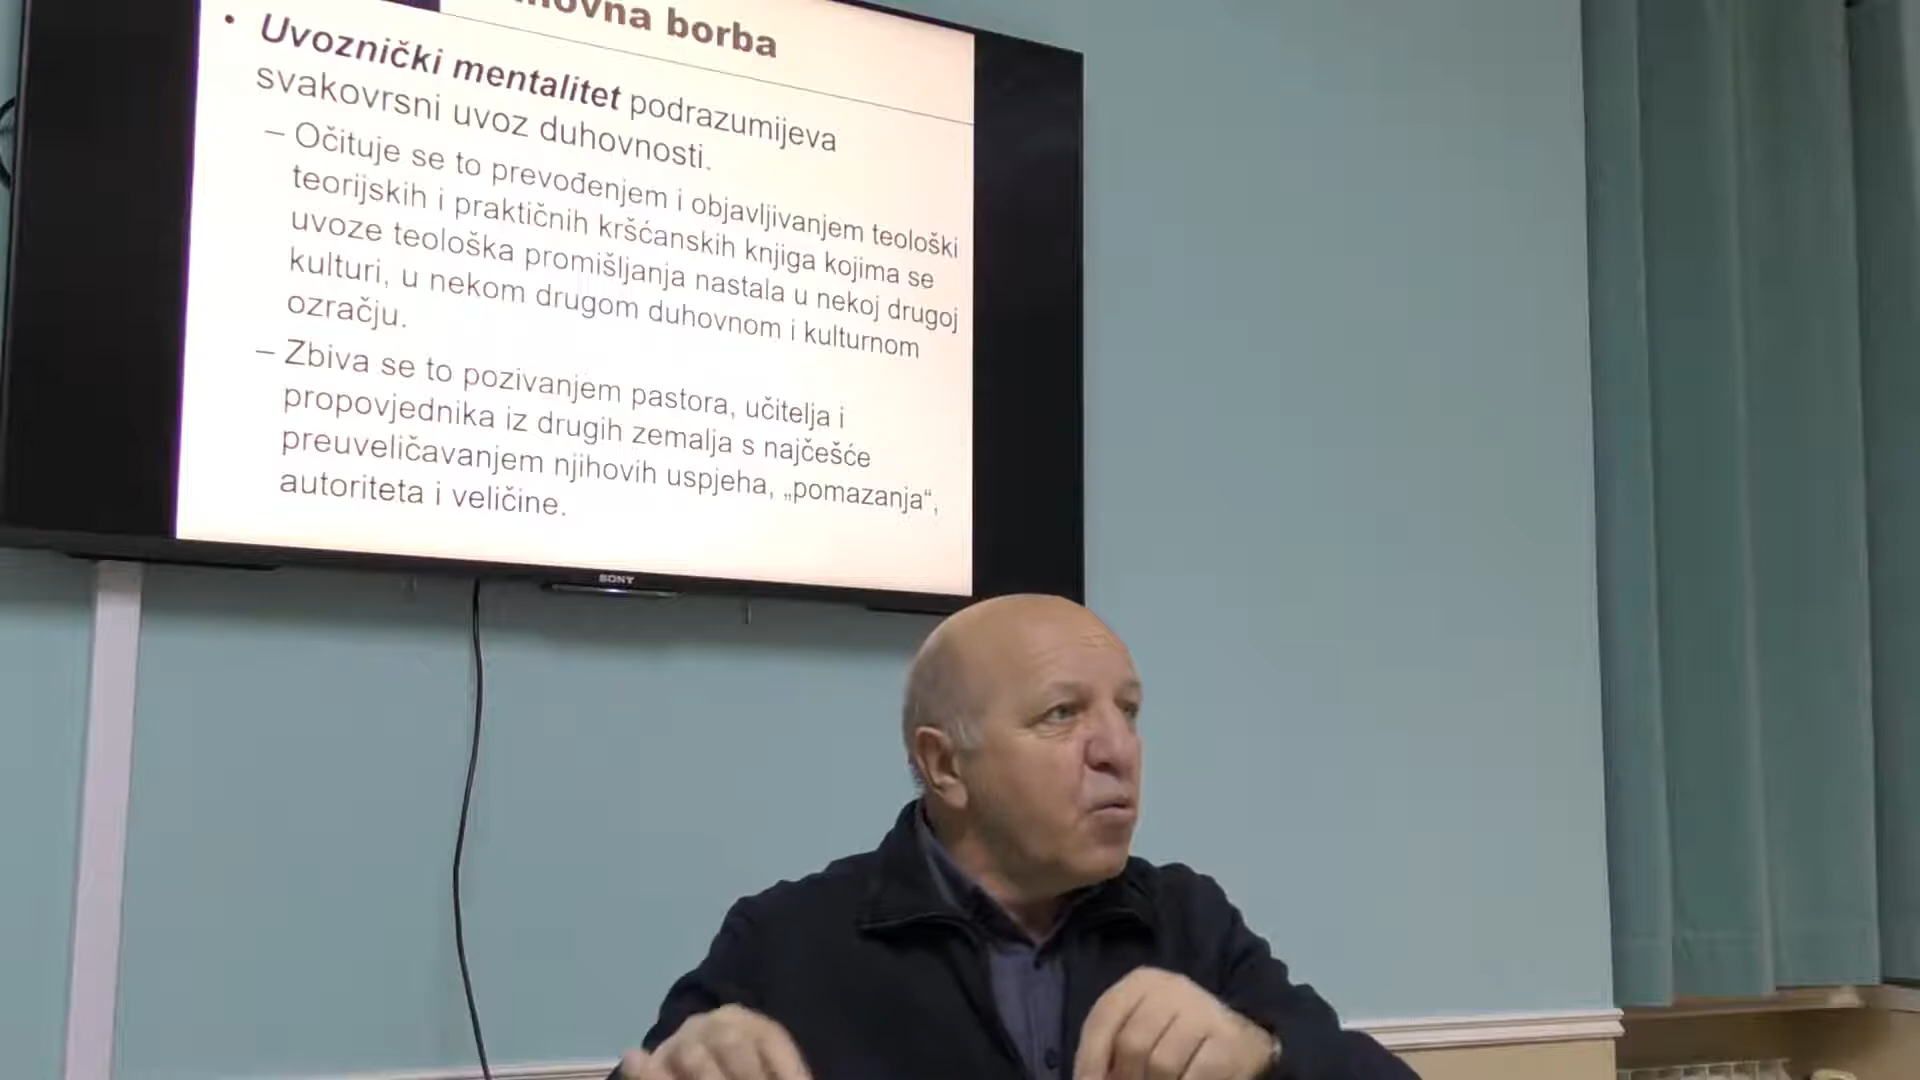 borba
• Uvoznički mentalitet podrazumijeva
svakovrsni uvoz duhovnosti.
– Očituje se to prevođenjem i objavljivanjem teološki
teorijskih i praktičnih kršćanskih knjiga kojima se
uvoze teološka promišljanja nastala u nekoj drugoj
kulturi, u nekom drugom duhovnom i kulturnom
ozračju.
– Zbiva se to pozivanjem pastora, učitelja i
propovjednika iz drugih zemalja s najčešće
preuveličavanjem njihovih uspjeha, „pomazanja“,
autoriteta i veličine.
SONY